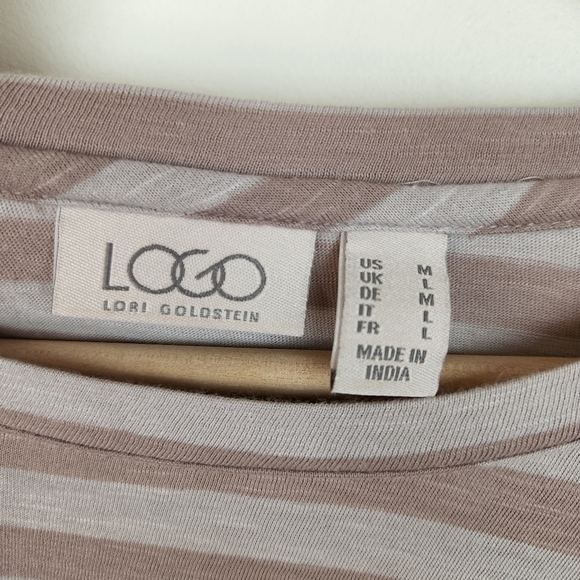 LOGO
LORI GOLDSTEIN
US M
UK L
DE M
IT L
FR L
MADE IN
INDIA